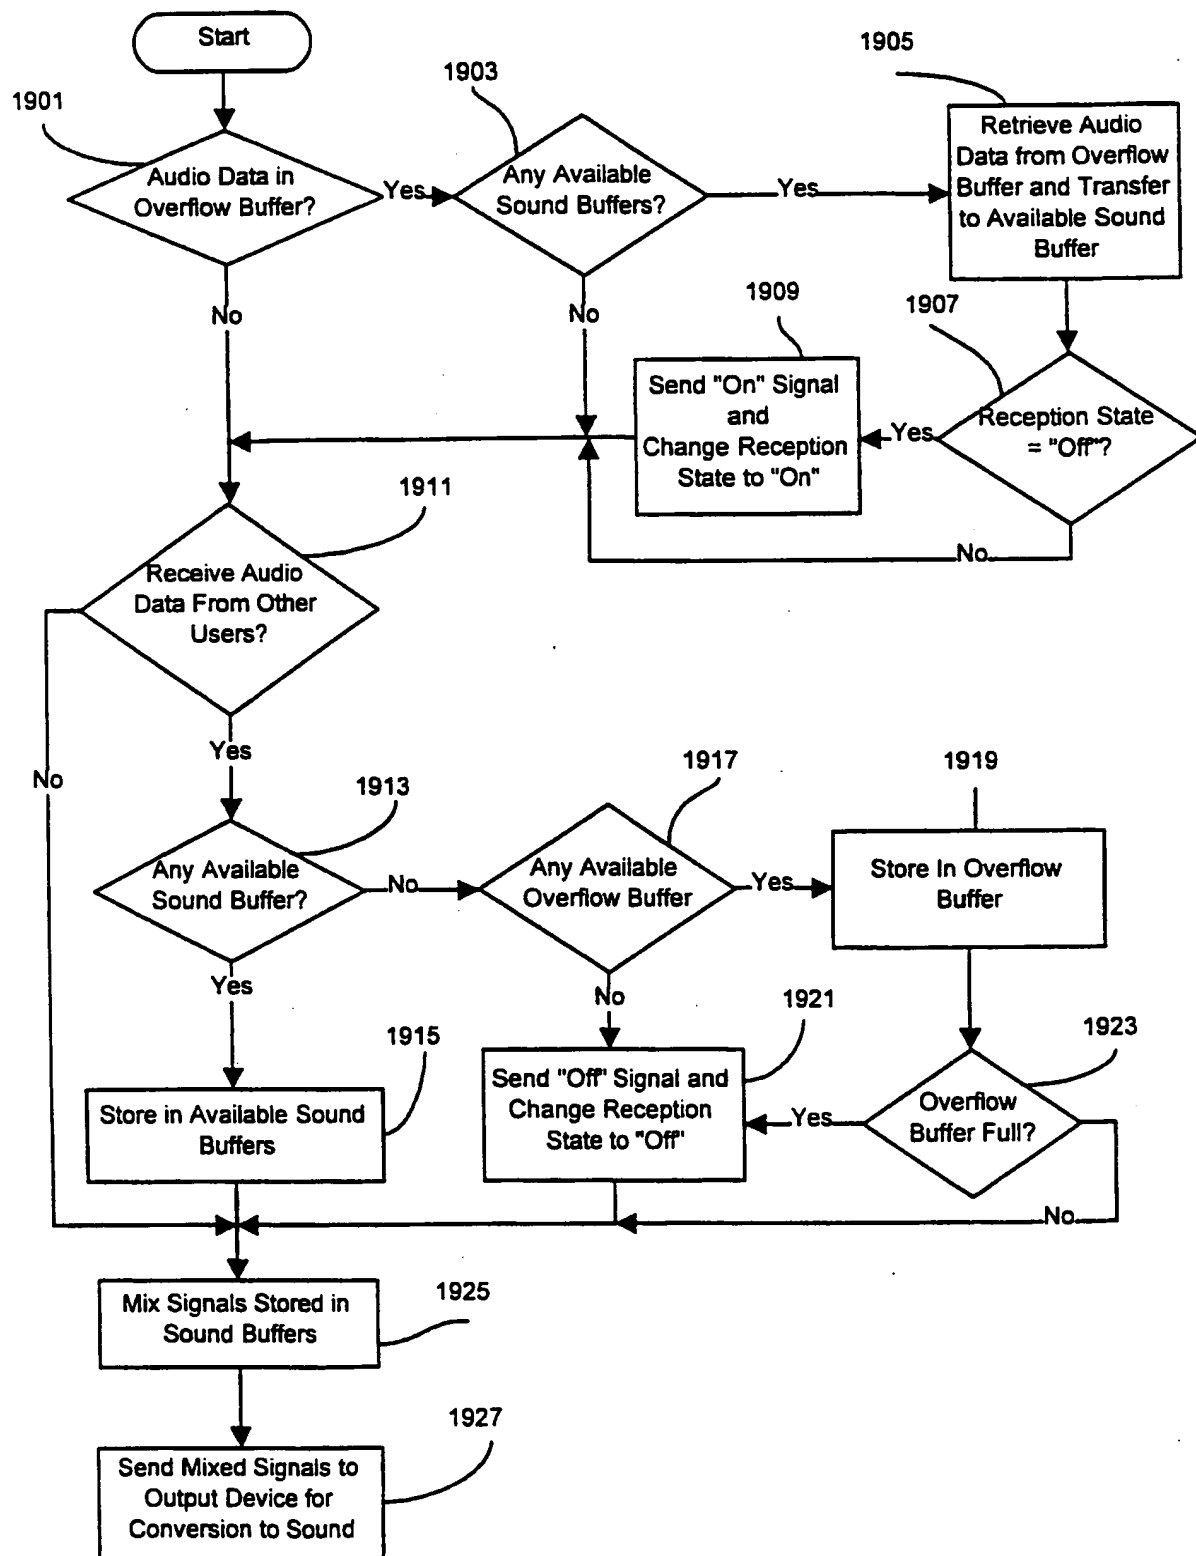 Start
1901
1903
1905
Audio Data in
Overflow Buffer?
Yes
Any Available
Sound Buffers?
Yes
Retrieve Audio
Data from Overflow
Buffer and Transfer
to Available Sound
Buffer
No
No
1909
1907
Send "On" Signal
and
Change Reception
State to "On"
Yes
Reception State
= "Off"?
No
1911
Receive Audio
Data From Other
Users?
No
Yes
1913
1917
1919
Any Available
Sound Buffer?
No
Any Available
Overflow Buffer
Yes
Store In Overflow
Buffer
Yes
No
1921
1923
1915
Store in Available Sound
Buffers
Send "Off" Signal and
Change Reception
State to "Off"
Yes
Overflow
Buffer Full?
No
Mix Signals Stored in
Sound Buffers
1925
1927
Send Mixed Signals to
Output Device for
Conversion to Sound